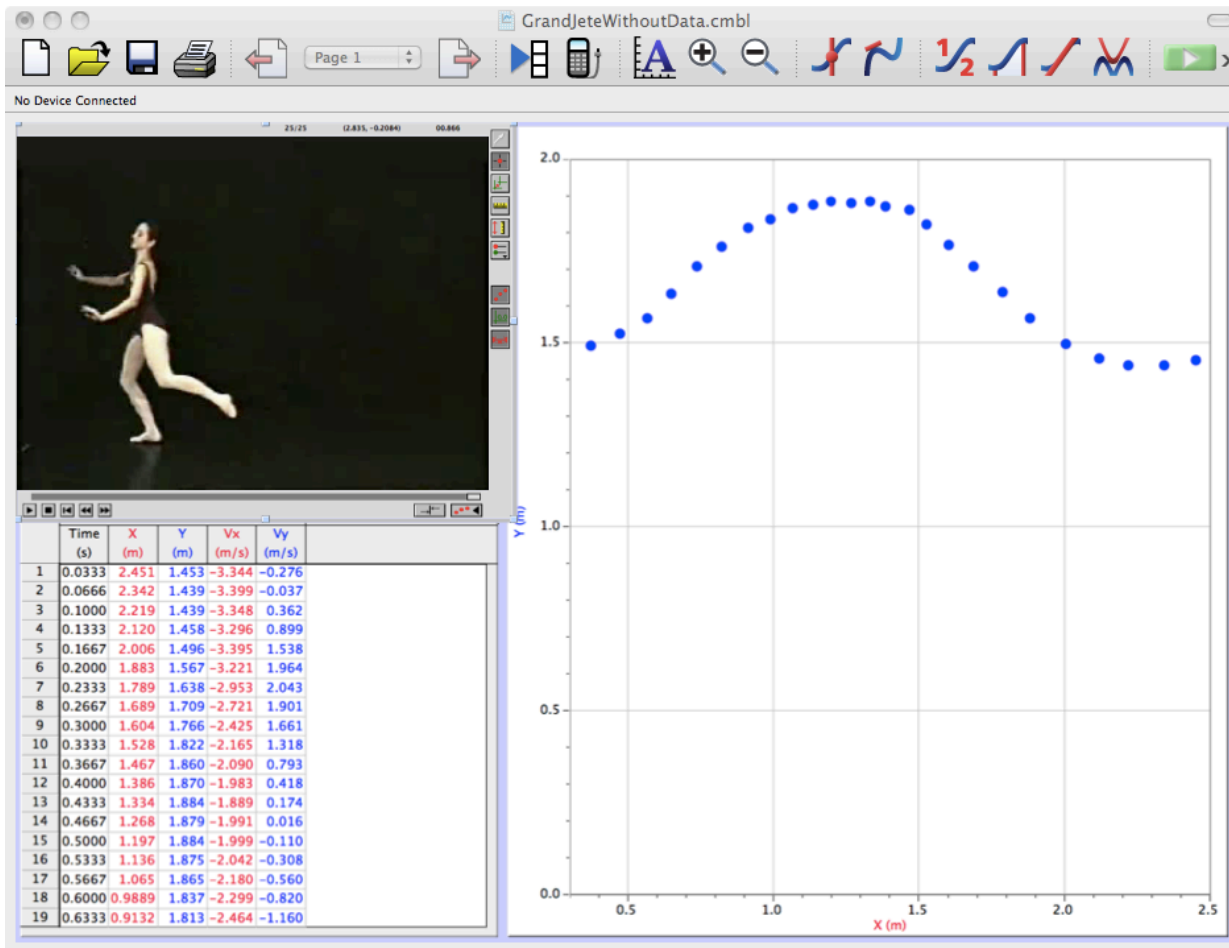 GrandJeteWithoutData.cmbl
Page 1
1/2
No Device Connected
25/25 (2.835, -0.2084) 00.866
Time X Y Vx Vy
(s) (m) (m) (m/s) (m/s)
1 0.0333 2.451 1.453 -3.344 -0.276
2 0.0666 2.342 1.439 -3.399 -0.037
3 0.1000 2.219 1.439 -3.348 0.362
4 0.1333 2.120 1.458 -3.296 0.899
5 0.1667 2.006 1.496 -3.395 1.538
6 0.2000 1.883 1.567 -3.221 1.964
7 0.2333 1.789 1.638 -2.953 2.043
8 0.2667 1.689 1.709 -2.721 1.901
9 0.3000 1.604 1.766 -2.425 1.661
10 0.3333 1.528 1.822 -2.165 1.318
11 0.3667 1.467 1.860 -2.090 0.793
12 0.4000 1.386 1.870 -1.983 0.418
13 0.4333 1.334 1.884 -1.889 0.174
14 0.4667 1.268 1.879 -1.991 0.016
15 0.5000 1.197 1.884 -1.999 -0.110
16 0.5333 1.136 1.875 -2.042 -0.308
17 0.5667 1.065 1.865 -2.180 -0.560
18 0.6000 0.9889 1.837 -2.299 -0.820
19 0.6333 0.9132 1.813 -2.464 -1.160
2.0
1.5
1.0
0.5
0.0
Y (m)
0.5 1.0 1.5 2.0 2.5
X (m)